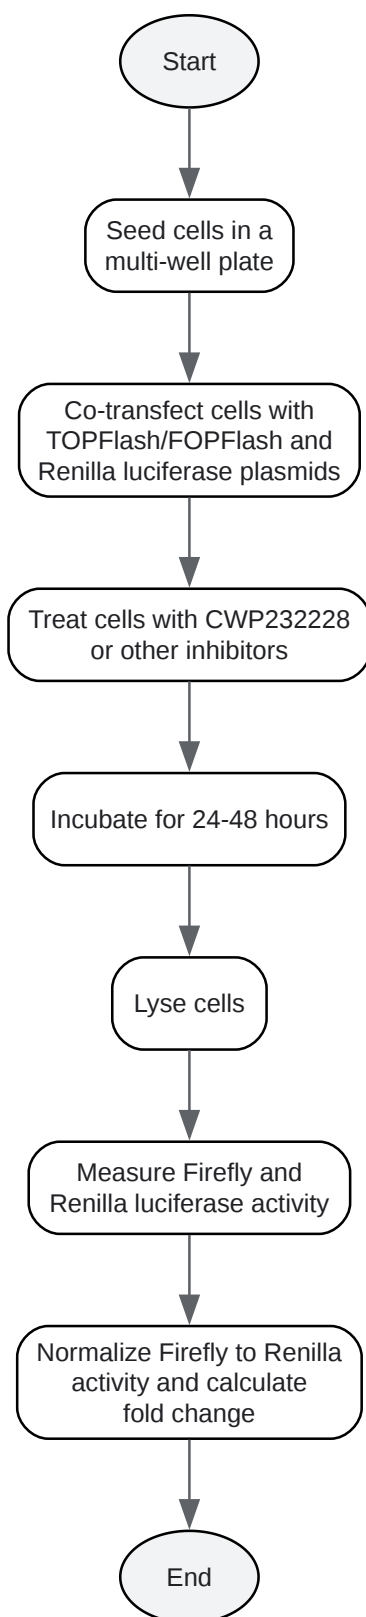 Start
Seed cells in a
multi-well plate
Co-transfect cells with
TOPFlash/FOPFlash and
Renilla luciferase plasmids
Treat cells with CWP232228
or other inhibitors
Incubate for 24-48 hours
Lyse cells
Measure Firefly and
Renilla luciferase activity
Normalize Firefly to Renilla
activity and calculate
fold change
End